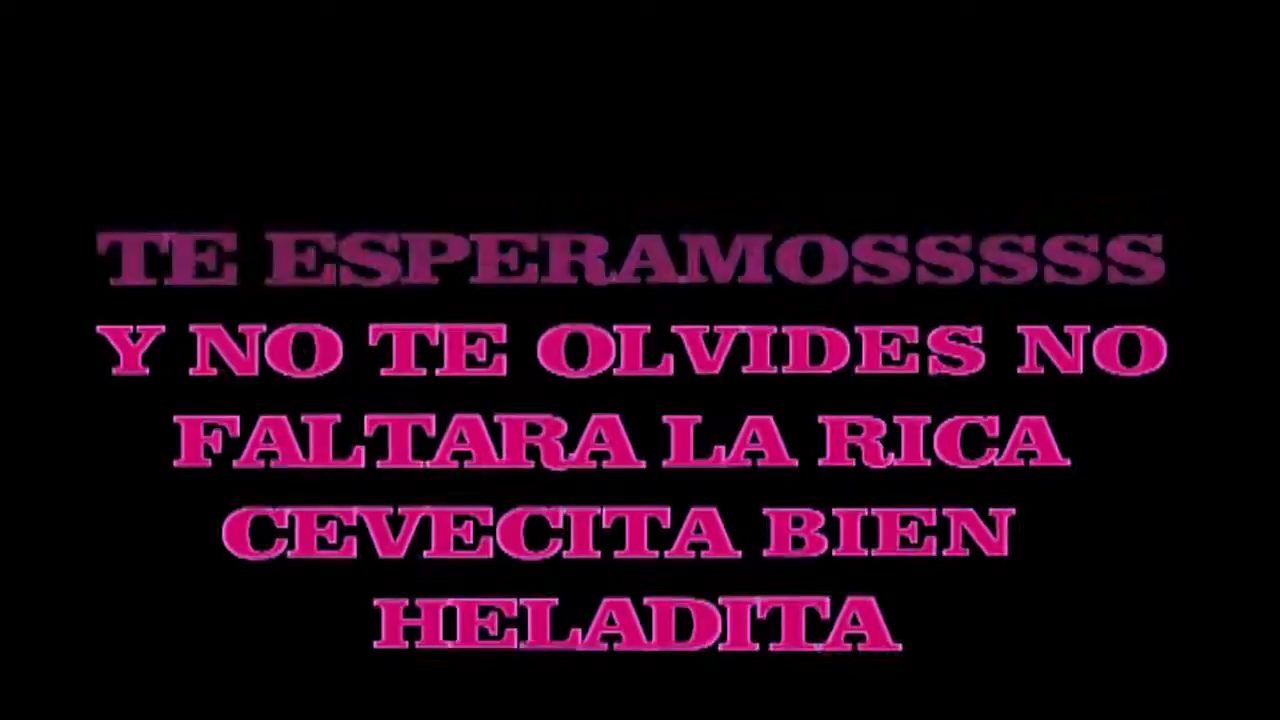 TE ESPERAMOSSSSS
Y NO TE OLVIDES NO
FALTARA LA RICA
CEVECITA BIEN
HELADITA